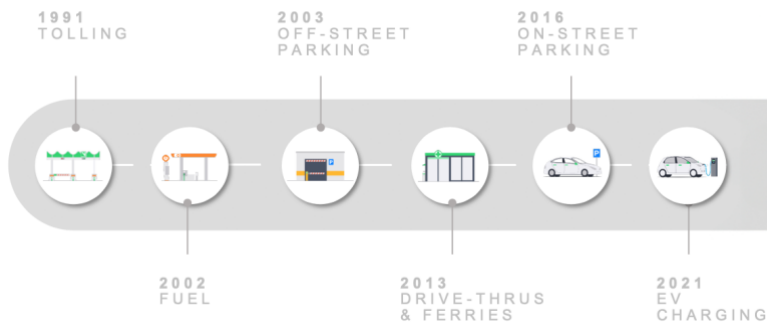 1991
TOLLING
2002
FUEL
2003
OFF-STREET
PARKING
2013
DRIVE-THRUS
& FERRIES
2016
ON-STREET
PARKING
2021
EV
CHARGING
P
P